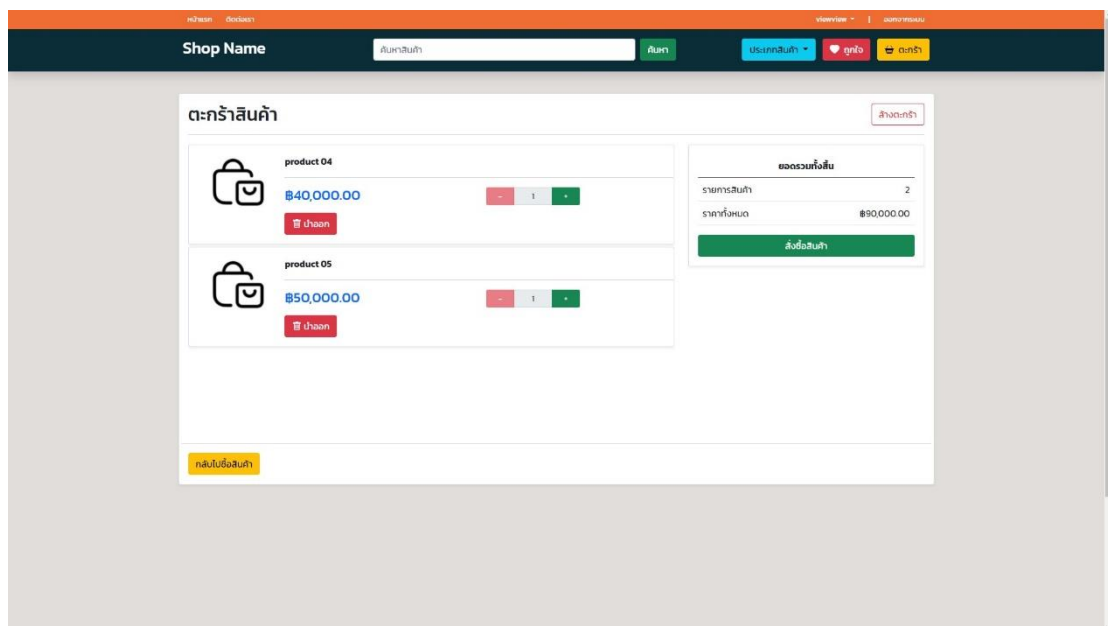 หน้าแรก ติดต่อเรา viewview | ออกจากระบบ
Shop Name ค้นหาสินค้า ค้นหา ประเภทสินค้า ถูกใจ ตะกร้า
ตะกร้าสินค้า ล้างตะกร้า
product 04
฿40,000.00 - 1 +
นำออก
product 05
฿50,000.00 - 1 +
นำออก
ยอดรวมทั้งสิ้น
รายการสินค้า 2
ราคาทั้งหมด ฿90,000.00
สั่งซื้อสินค้า
กลับไปซื้อสินค้า